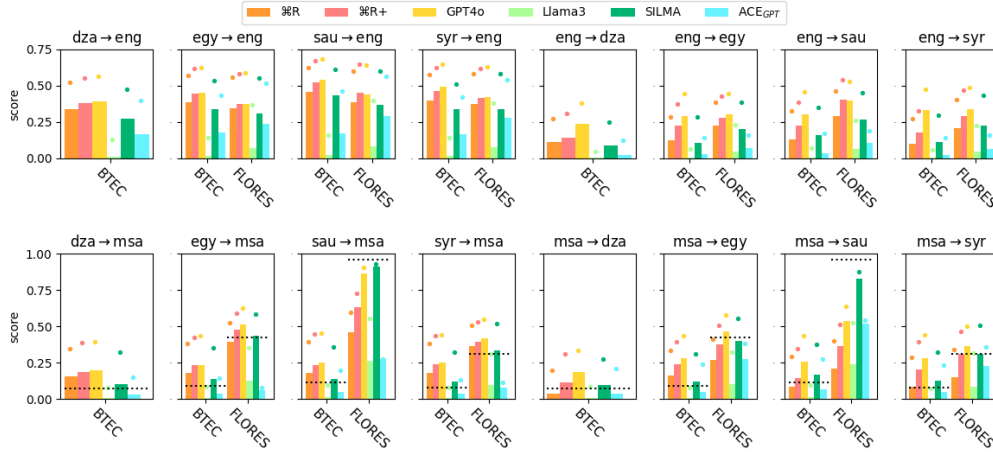 ⌘R ⌘R+ GPT4o Llama3 SILMA ACE_GPT
dza→eng egy→eng sau→eng syr→eng eng→dza eng→egy eng→sau eng→syr
score
0.75
0.50
0.25
0.00
BTEC BTEC FLORES BTEC FLORES BTEC FLORES BTEC BTEC FLORES BTEC FLORES BTEC FLORES
dza→msa egy→msa sau→msa syr→msa msa→dza msa→egy msa→sau msa→syr
score
1.00
0.75
0.50
0.25
0.00
BTEC BTEC FLORES BTEC FLORES BTEC FLORES BTEC BTEC FLORES BTEC FLORES BTEC FLORES